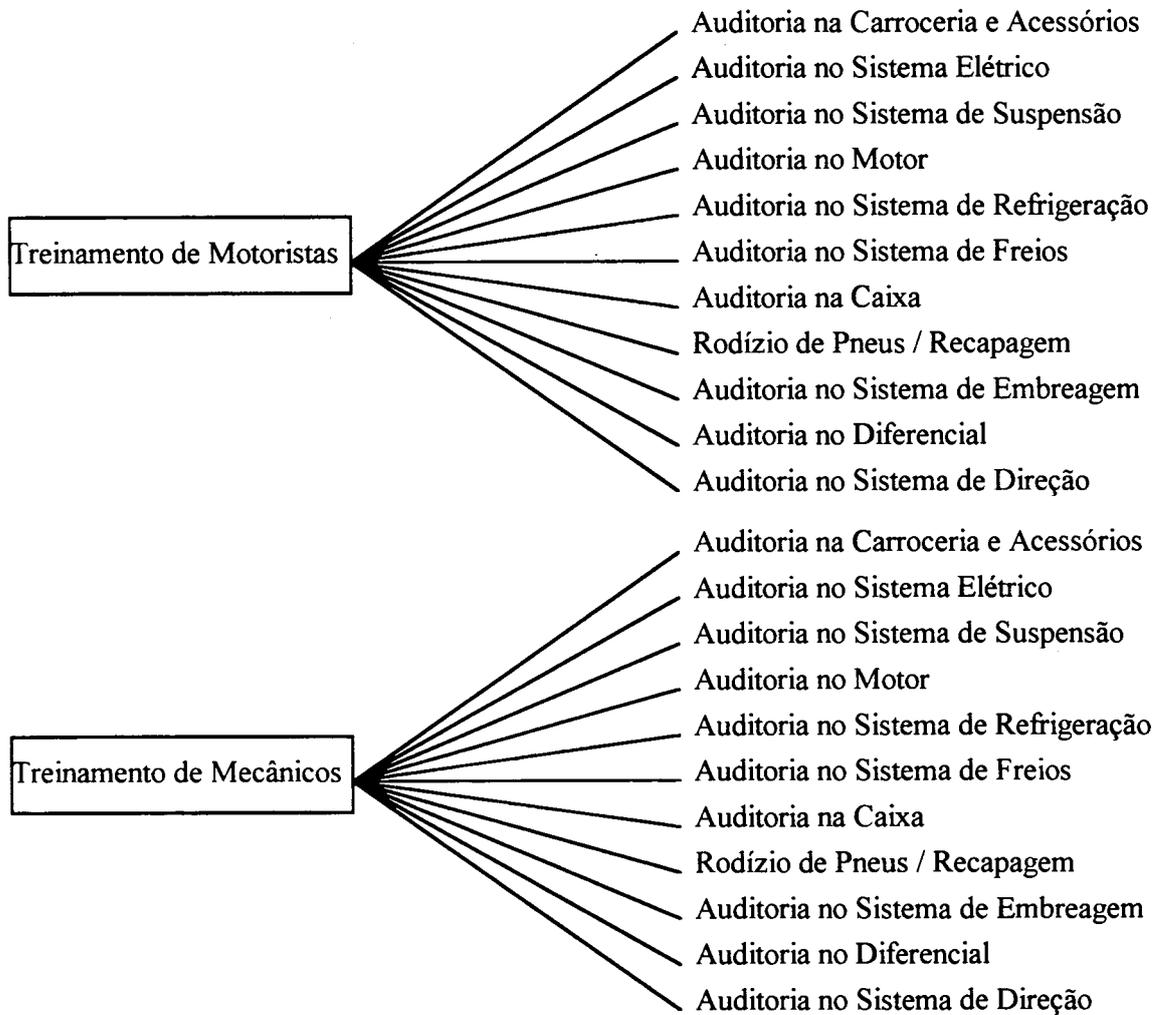 Auditoria na Carroceria e Acessórios
Auditoria no Sistema Elétrico
Auditoria no Sistema de Suspensão
Auditoria no Motor
Auditoria no Sistema de Refrigeração
Treinamento de Motoristas
Auditoria no Sistema de Freios
Auditoria na Caixa
Rodízio de Pneus / Recapagem
Auditoria no Sistema de Embreagem
Auditoria no Diferencial
Auditoria no Sistema de Direção
Auditoria na Carroceria e Acessórios
Auditoria no Sistema Elétrico
Auditoria no Sistema de Suspensão
Auditoria no Motor
Auditoria no Sistema de Refrigeração
Treinamento de Mecânicos
Auditoria no Sistema de Freios
Auditoria na Caixa
Rodízio de Pneus / Recapagem
Auditoria no Sistema de Embreagem
Auditoria no Diferencial
Auditoria no Sistema de Direção